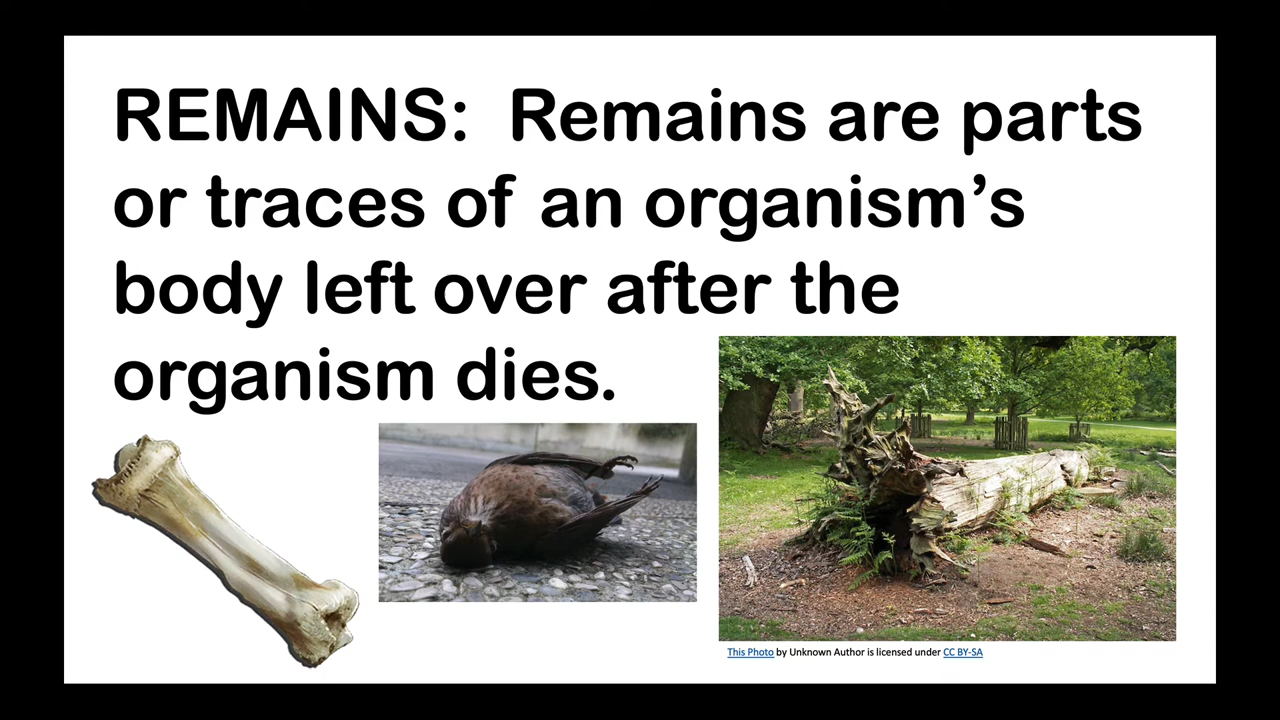 REMAINS:  Remains are parts
or traces of an organism’s
body left over after the
organism dies.
This Photo by Unknown Author is licensed under CC BY-SA